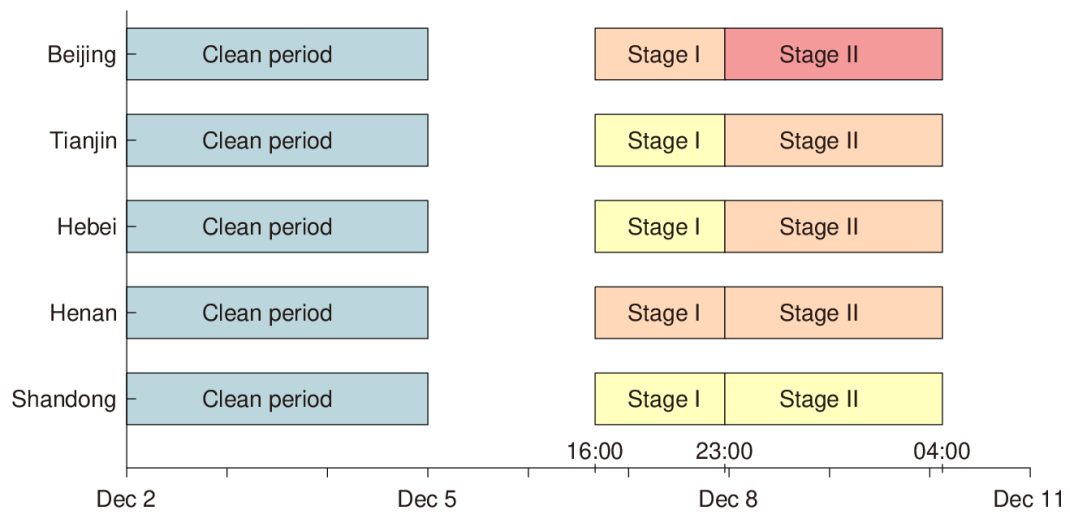 Beijing Clean period Stage I Stage II
Tianjin Clean period Stage I Stage II
Hebei Clean period Stage I Stage II
Henan Clean period Stage I Stage II
Shandong Clean period Stage I Stage II
16:00 23:00 04:00
Dec 2 Dec 5 Dec 8 Dec 11